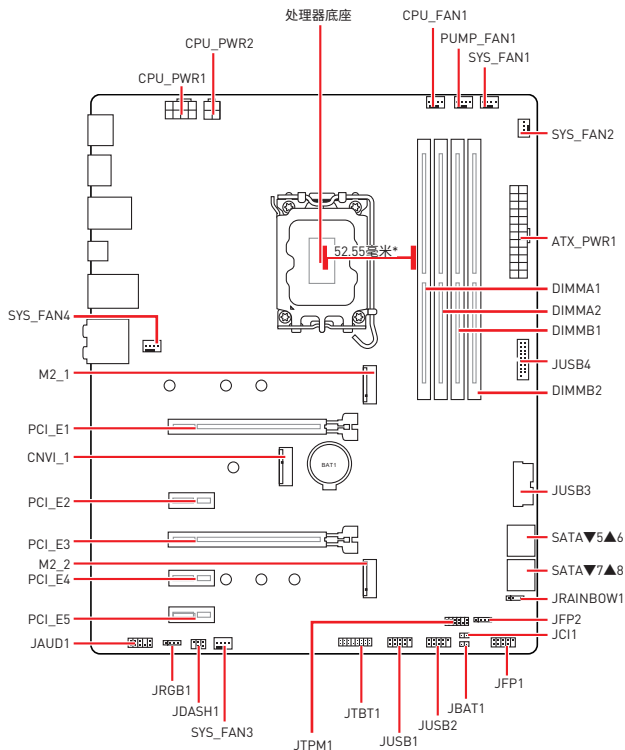 处理器底座
CPU_FAN1
PUMP_FAN1
SYS_FAN1
CPU_PWR2
CPU_PWR1
SYS_FAN2
ATX_PWR1
52.55毫米*
DIMMA1
DIMMA2
DIMMB1
SYS_FAN4
JUSB4
M2_1
DIMMB2
PCI_E1
CNVI_1
BAT1
PCI_E2
JUSB3
PCI_E3
SATA▼5▲6
M2_2
SATA▼7▲8
PCI_E4
JRAINBOW1
PCI_E5
JFP2
JAUD1
JCI1
JRGB1
JDASH1
SYS_FAN3
JTPM1
JTBT1
JUSB1
JUSB2
JBAT1
JFP1